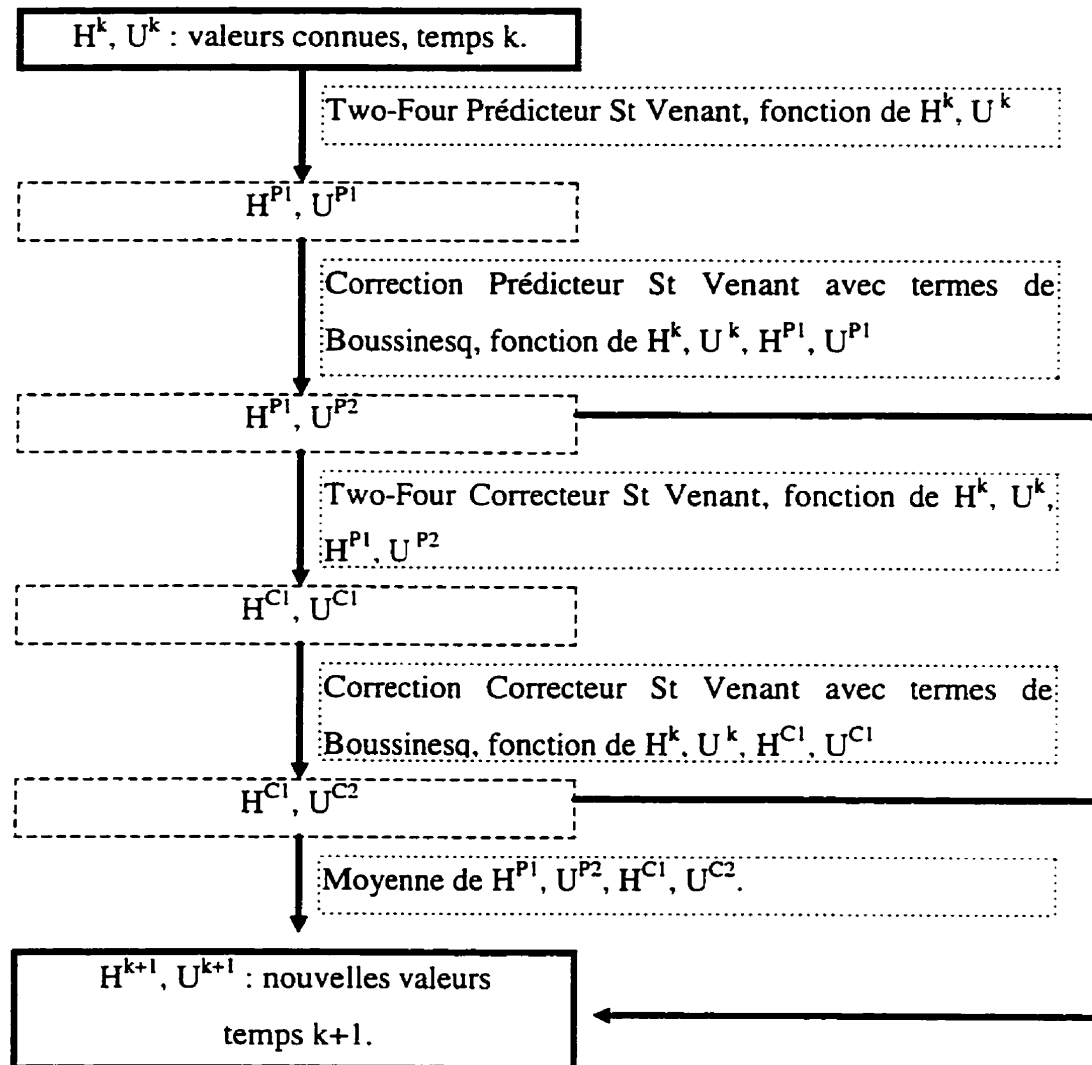 H^k, U^k : valeurs connues, temps k.
Two-Four Prédicteur St Venant, fonction de H^k, U^k
H^P1, U^P1
Correction Prédicteur St Venant avec termes de
Boussinesq, fonction de H^k, U^k, H^P1, U^P1
H^P1, U^P2
Two-Four Correcteur St Venant, fonction de H^k, U^k,
H^P1, U^P2
H^C1, U^C1
Correction Correcteur St Venant avec termes de
Boussinesq, fonction de H^k, U^k, H^C1, U^C1
H^C1, U^C2
Moyenne de H^P1, U^P2, H^C1, U^C2.
H^k+1, U^k+1 : nouvelles valeurs
temps k+1.